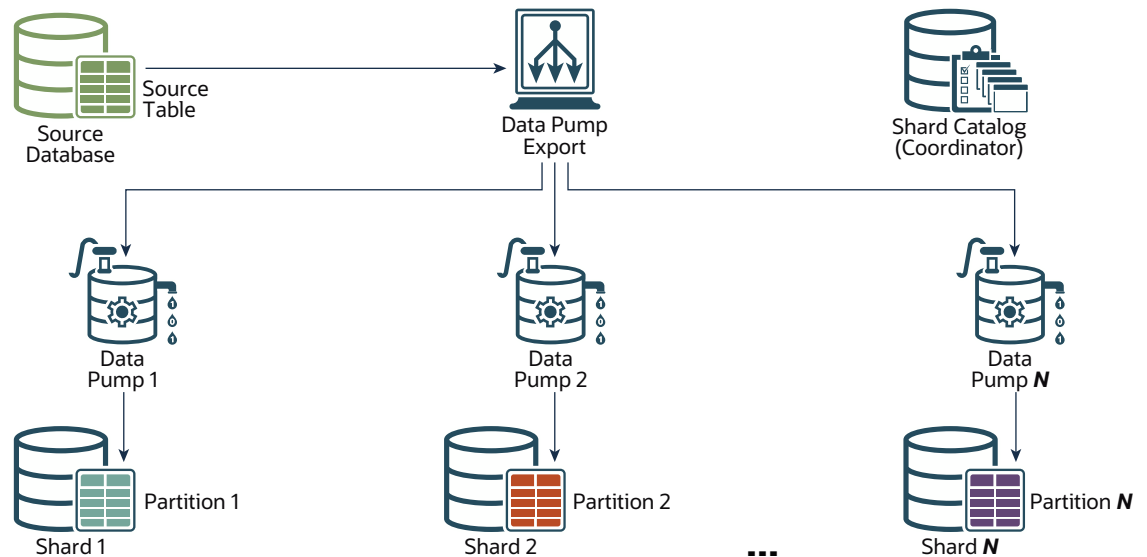 Source
Table
Source
Database
Data Pump
Export
Shard Catalog
(Coordinator)
Data
Pump 1
Data
Pump 2
Data
Pump N
Partition 1
Partition 2
Partition N
Shard 1
Shard 2
...
Shard N